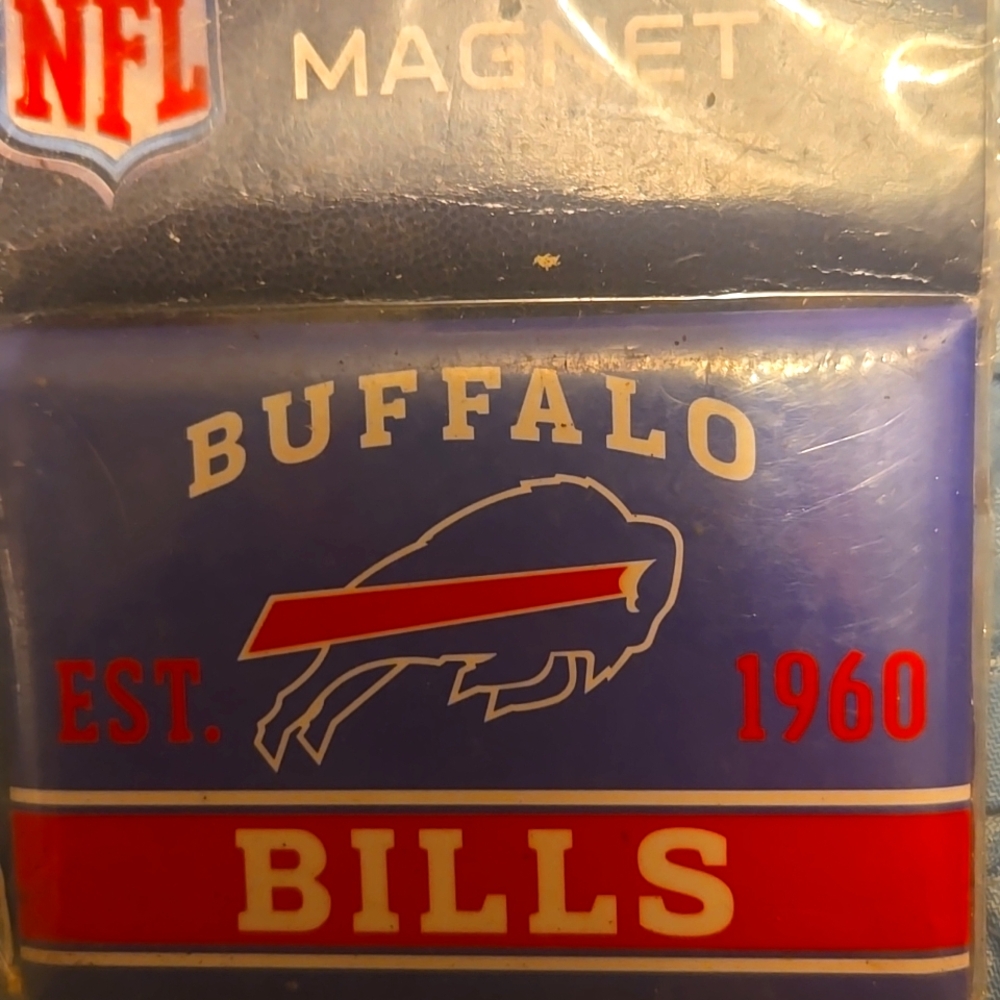 NFL
MAGNET
BUFFALO
EST. 1960
BILLS